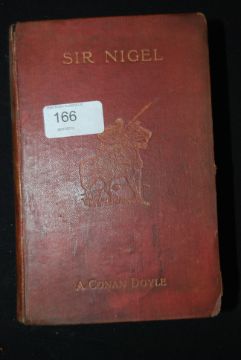 SIR NIGEL
166
A. CONAN DOYLE